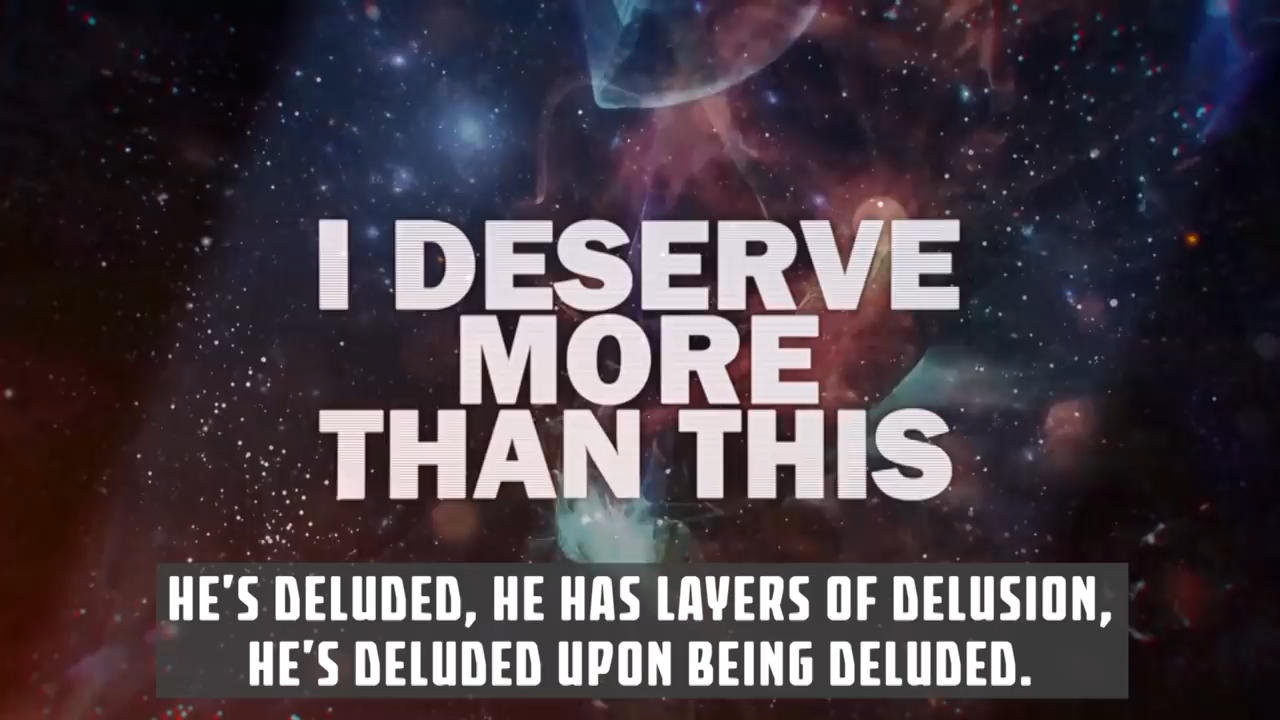 I DESERVE
MORE
THAN THIS
HE'S DELUDED, HE HAS LAYERS OF DELUSION,
HE'S DELUDED UPON BEING DELUDED.